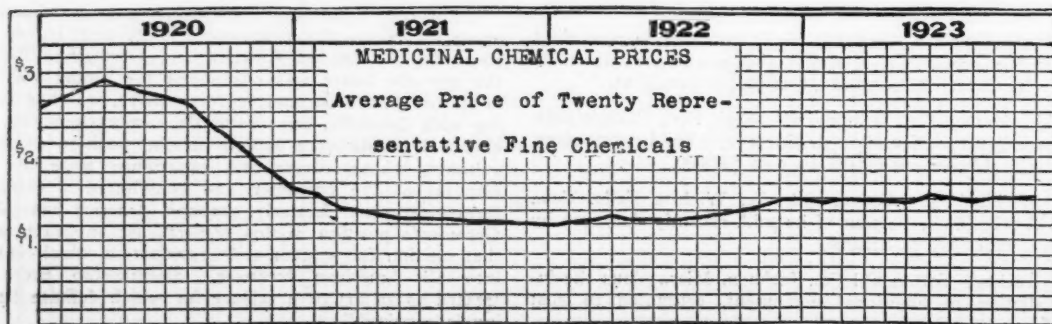 1920 1921 1922 1923
MEDICINAL CHEMICAL PRICES
Average Price of Twenty Repre-
sentative Fine Chemicals
$3
$2
$1